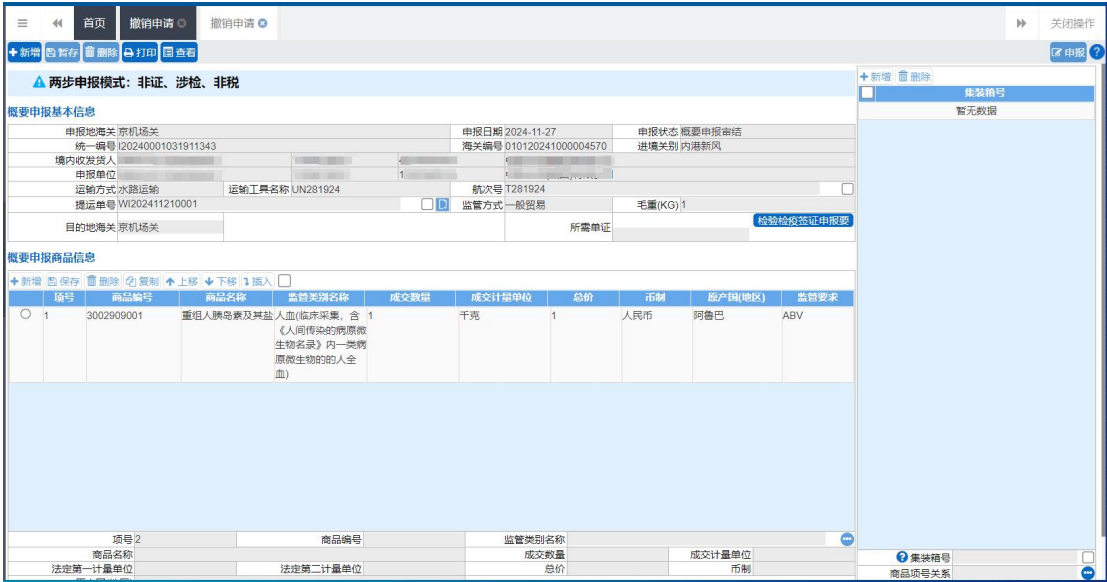 首页 撤销申请 撤销申请 关闭操作
新增 暂存 删除 打印 查看 申报
两步申报模式：非证、涉检、非税
概要申报基本信息
申报地海关 京机场关 申报日期 2024-11-27 申报状态 概要申报审结
统一编号 I20240001031911343 海关编号 010120241000004570 进境关别 内港新风
境内收发货人
申报单位
运输方式 水路运输 运输工具名称 UN281924 航次号 T281924
提运单号 WI202411210001 监管方式 一般贸易 毛重(KG) 1
目的地海关 京机场关 所需单证 检验检疫签证申报要
概要申报商品信息
新增 保存 删除 复制 上移 下移 插入
项号 商品编号 商品名称 监管类别名称 成交数量 成交计量单位 总价 币制 原产国(地区) 监管要求
1 3002909001 重组人胰岛素及其盐 人血(临床采集，含 1 千克 1 人民币 阿鲁巴 ABV
《人间传染的病原微
生物名录》内一类病
原微生物的的人全
血)
项号 2 商品编号 监管类别名称
商品名称 成交数量 成交计量单位
法定第一计量单位 法定第二计量单位 总价 币制
新增 删除
集装箱号
暂无数据
集装箱号
商品项号关系